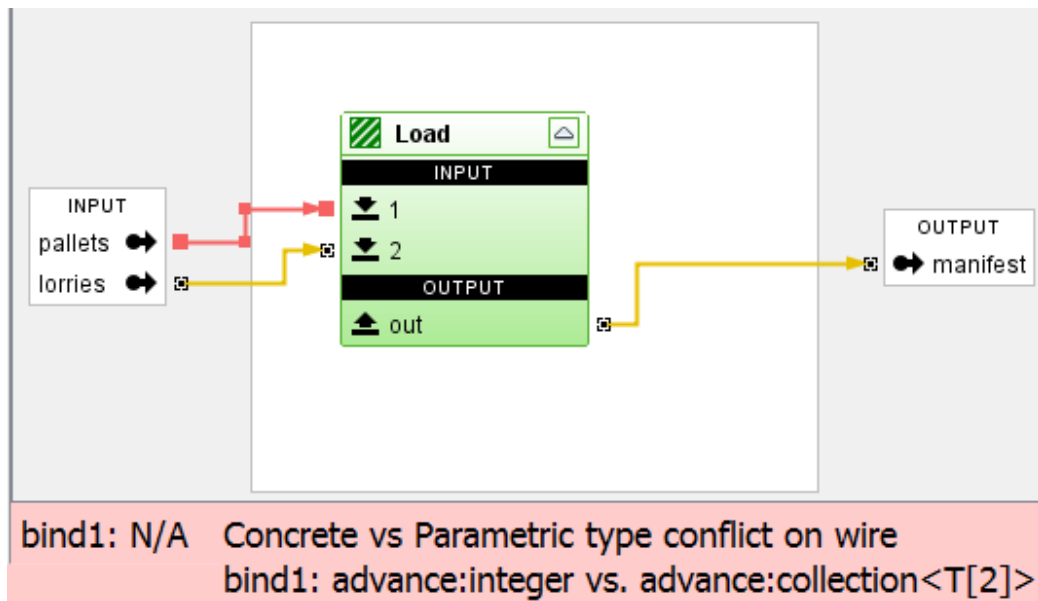 Load
INPUT
1
2
OUTPUT
out
INPUT
pallets
lorries
OUTPUT
manifest
bind1: N/A Concrete vs Parametric type conflict on wire
bind1: advance:integer vs. advance:collection<T[2]>